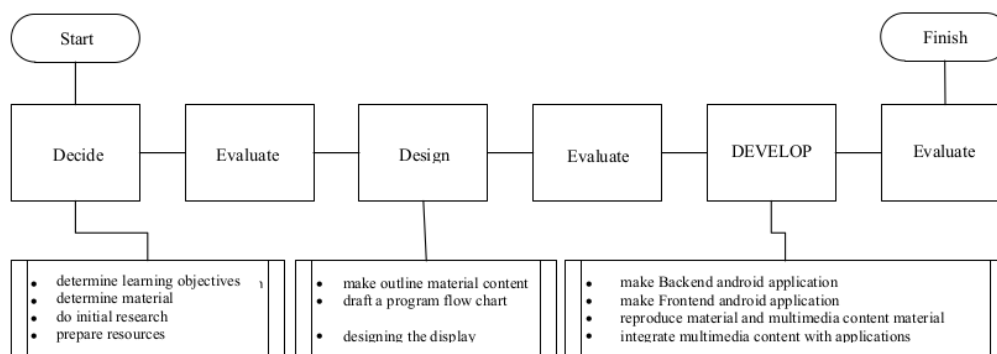 Start
Finish
Decide
Evaluate
Design
Evaluate
DEVELOP
Evaluate
• determine learning objectives
• determine material
• do initial research
• prepare resources
• make outline material content
• draft a program flow chart
• designing the display
• make Backend android application
• make Frontend android application
• reproduce material and multimedia content material
• integrate multimedia content with applications